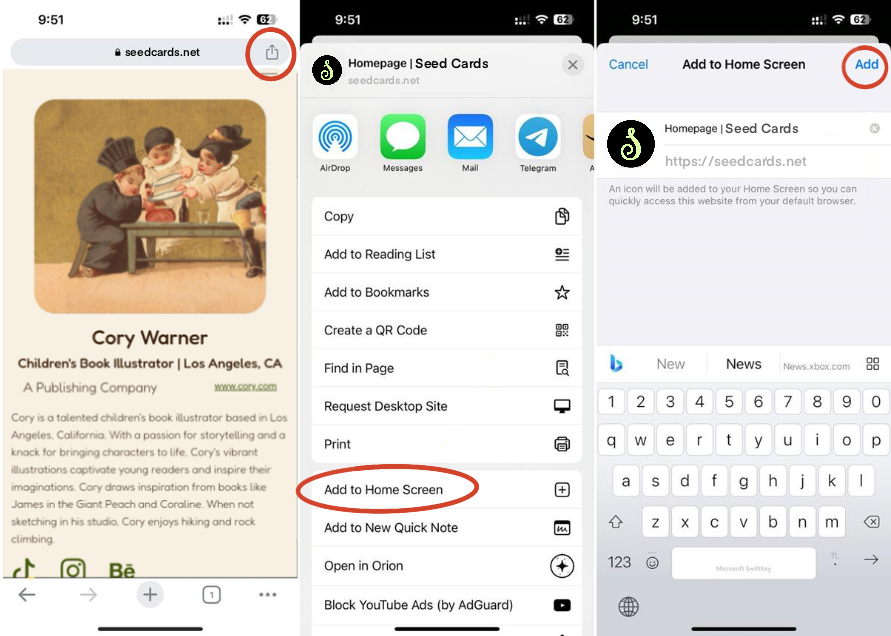 9:51
62
seedcards.net
Cory Warner
Children's Book Illustrator | Los Angeles, CA
A Publishing Company
www.cory.com
Cory is a talented children's book illustrator based in Los
Angeles, California. With a passion for storytelling and a
knack for bringing characters to life, Cory's vibrant
illustrations captivate young readers and inspire their
imaginations. Cory draws inspiration from books like
James in the Giant Peach and Coraline. When not
sketching in his studio, Cory enjoys hiking and rock
climbing.
Bē
1
9:51
62
Homepage | Seed Cards
seedcards.net
AirDrop
Messages
Mail
Telegram
A
Copy
Add to Reading List
Add to Bookmarks
Create a QR Code
Find in Page
Request Desktop Site
Print
Add to Home Screen
Add to New Quick Note
Open in Orion
Block YouTube Ads (by AdGuard)
9:51
62
Cancel
Add to Home Screen
Add
Homepage | Seed Cards
https://seedcards.net
An icon will be added to your Home Screen so you can
quickly access this website from your default browser.
New
News
News.xbox.com
1 2 3 4 5 6 7 8 9 0
q w e r t y u i o p
a s d f g h j k l
z x c v b n m
123
Microsoft SwiftKey
.